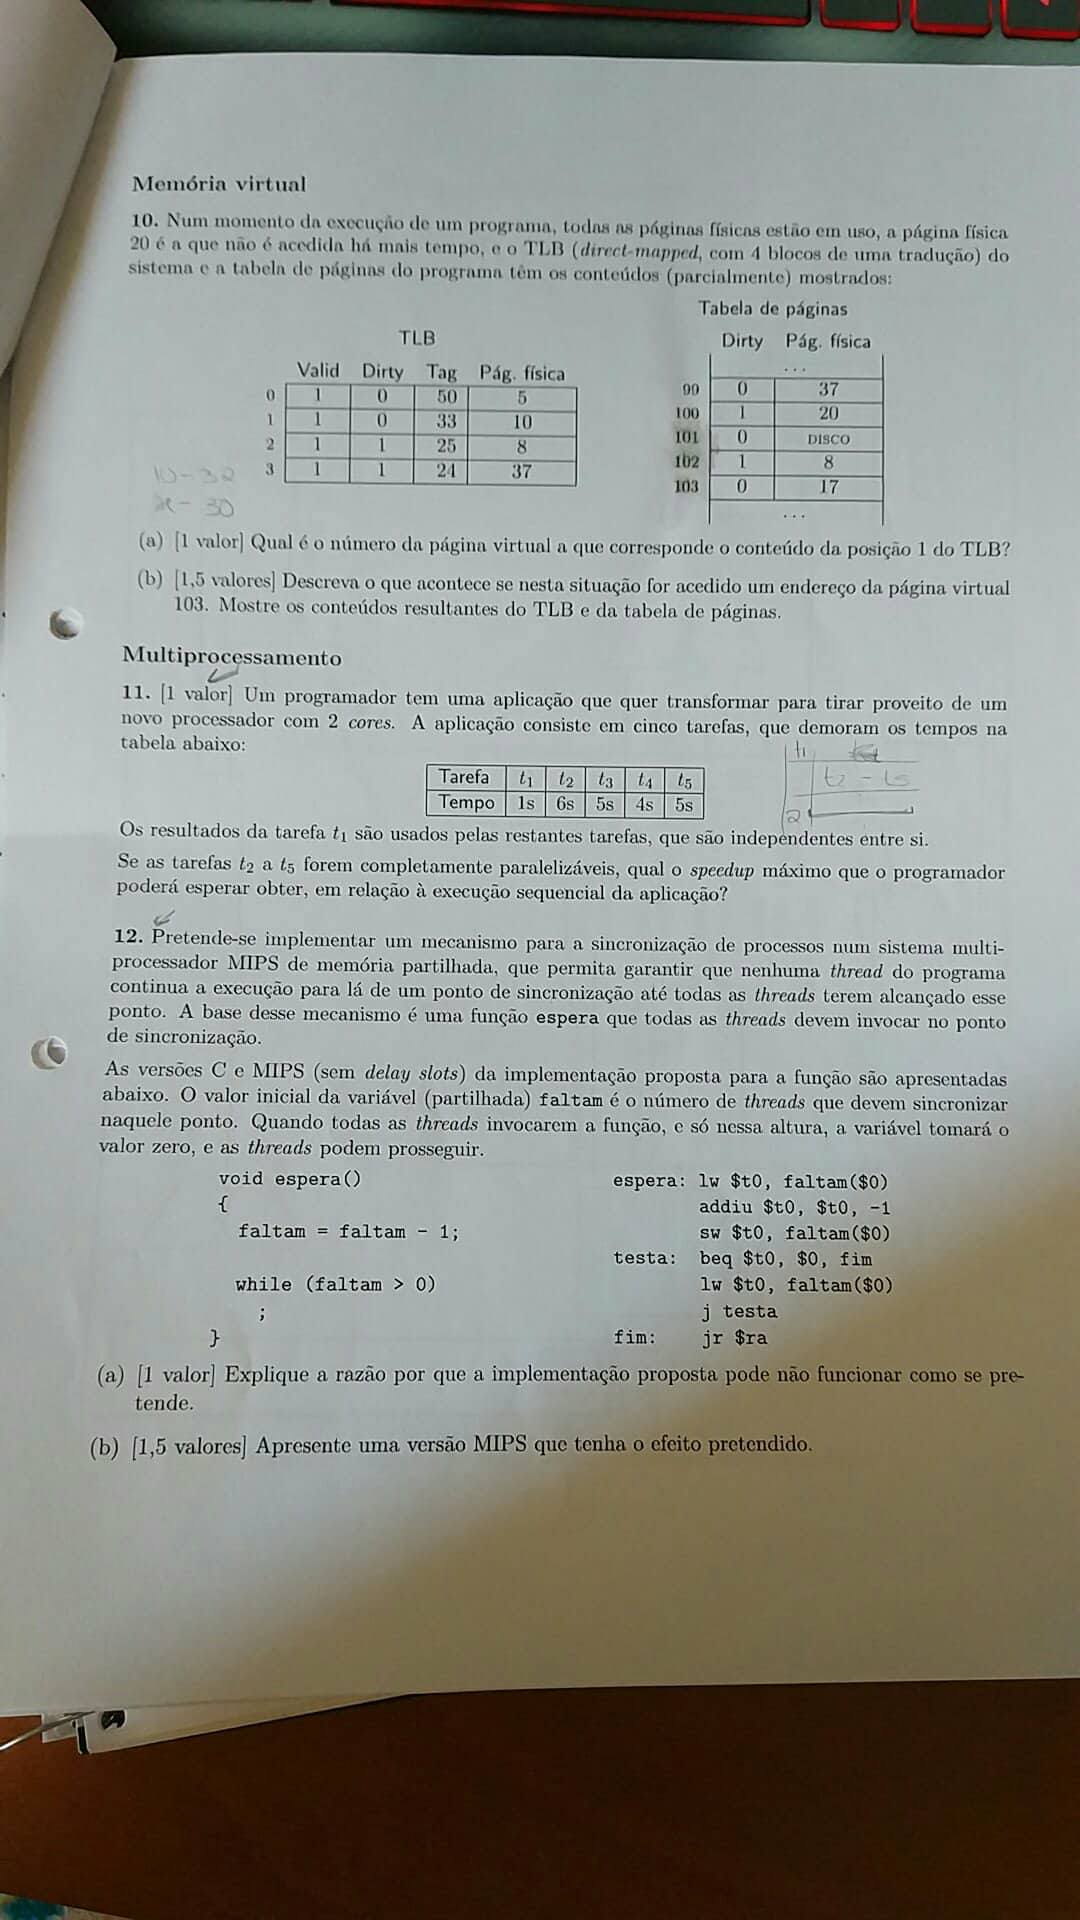 Memória virtual
10. Num momento da execução de um programa, todas as páginas físicas estão em uso, a página física
20 é a que não é acedida há mais tempo, e o TLB (direct-mapped, com 4 blocos de uma tradução) do
sistema e a tabela de páginas do programa têm os conteúdos (parcialmente) mostrados:
TLB
Valid Dirty Tag Pág. física
0 1 0 50 5
1 1 0 33 10
2 1 1 25 8
3 1 1 24 37
Tabela de páginas
Dirty Pág. física
...
99 0 37
100 1 20
101 0 DISCO
102 1 8
103 0 17
...
(a) [1 valor] Qual é o número da página virtual a que corresponde o conteúdo da posição 1 do TLB?
(b) [1,5 valores] Descreva o que acontece se nesta situação for acedido um endereço da página virtual
103. Mostre os conteúdos resultantes do TLB e da tabela de páginas.
Multiprocessamento
11. [1 valor] Um programador tem uma aplicação que quer transformar para tirar proveito de um
novo processador com 2 cores. A aplicação consiste em cinco tarefas, que demoram os tempos na
tabela abaixo:
t1
t2 - t5
2
Tarefa t1 t2 t3 t4 t5
Tempo 1s 6s 5s 4s 5s
Os resultados da tarefa t1 são usados pelas restantes tarefas, que são independentes entre si.
Se as tarefas t2 a t5 forem completamente paralelizáveis, qual o speedup máximo que o programador
poderá esperar obter, em relação à execução sequencial da aplicação?
12. Pretende-se implementar um mecanismo para a sincronização de processos num sistema multi-
processador MIPS de memória partilhada, que permita garantir que nenhuma thread do programa
continua a execução para lá de um ponto de sincronização até todas as threads terem alcançado esse
ponto. A base desse mecanismo é uma função espera que todas as threads devem invocar no ponto
de sincronização.
As versões C e MIPS (sem delay slots) da implementação proposta para a função são apresentadas
abaixo. O valor inicial da variável (partilhada) faltam é o número de threads que devem sincronizar
naquele ponto. Quando todas as threads invocarem a função, e só nessa altura, a variável tomará o
valor zero, e as threads podem prosseguir.
void espera()
{
faltam = faltam - 1;
while (faltam > 0)
;
}
espera: lw $t0, faltam($0)
addiu $t0, $t0, -1
sw $t0, faltam($0)
testa: beq $t0, $0, fim
lw $t0, faltam($0)
j testa
fim: jr $ra
(a) [1 valor] Explique a razão por que a implementação proposta pode não funcionar como se pre-
tende.
(b) [1,5 valores] Apresente uma versão MIPS que tenha o efeito pretendido.